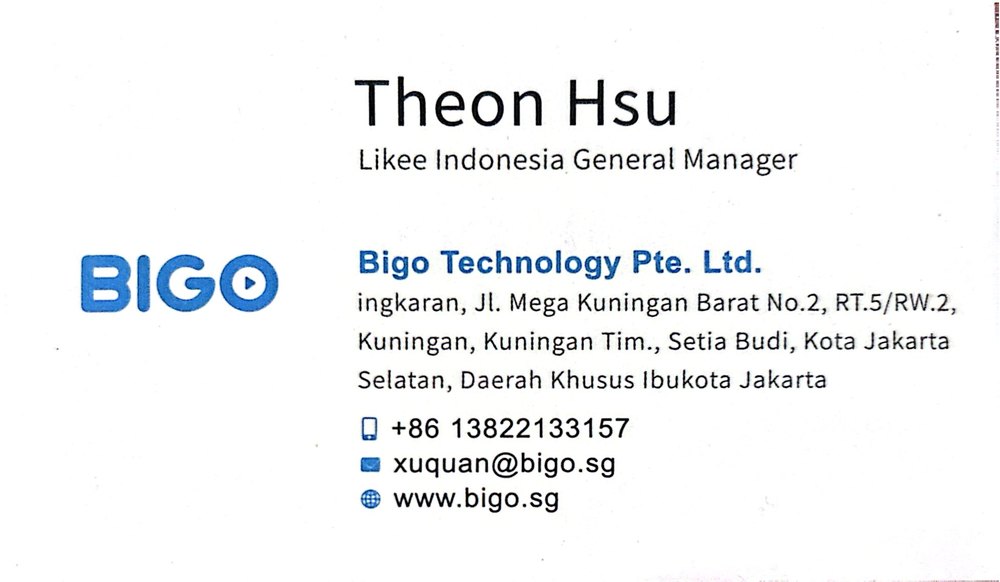 Theon Hsu
Likee Indonesia General Manager
BIGO
Bigo Technology Pte. Ltd.
ingkaran, Jl. Mega Kuningan Barat No.2, RT.5/RW.2,
Kuningan, Kuningan Tim., Setia Budi, Kota Jakarta
Selatan, Daerah Khusus Ibukota Jakarta
+86 13822133157
xuquan@bigo.sg
www.bigo.sg